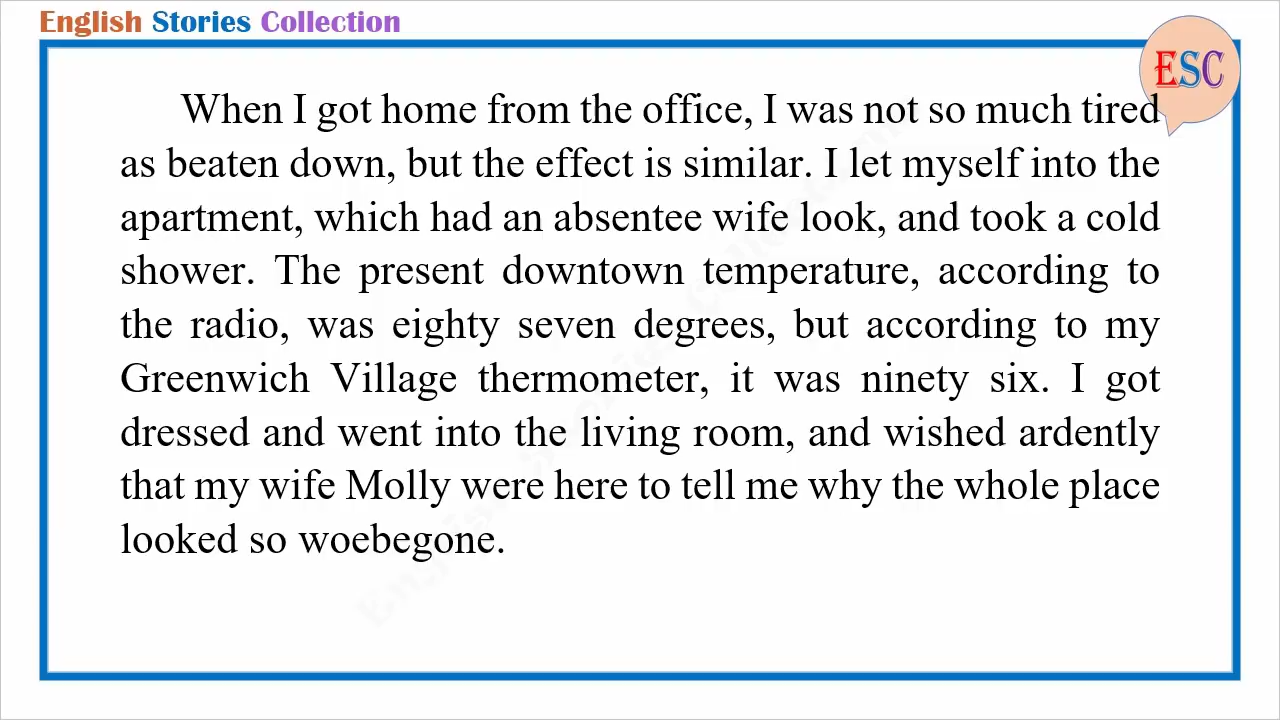 English Stories Collection
ESC
When I got home from the office, I was not so much tired
as beaten down, but the effect is similar. I let myself into the
apartment, which had an absentee wife look, and took a cold
shower. The present downtown temperature, according to
the radio, was eighty seven degrees, but according to my
Greenwich Village thermometer, it was ninety six. I got
dressed and went into the living room, and wished ardently
that my wife Molly were here to tell me why the whole place
looked so woebegone.